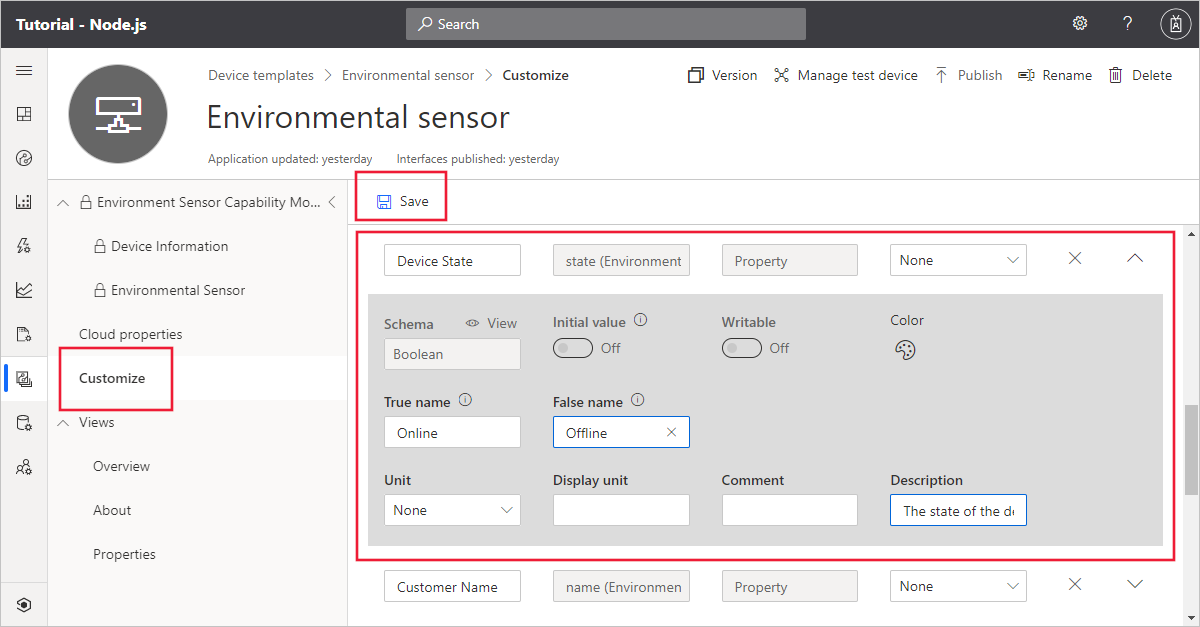 Tutorial - Node.js
Search
?
Device templates > Environmental sensor > Customize
Version Manage test device Publish Rename Delete
Environmental sensor
Application updated: yesterday Interfaces published: yesterday
Environment Sensor Capability Mo...
Device Information
Environmental Sensor
Cloud properties
Customize
Views
Overview
About
Properties
Save
Device State state (Environment Property None
Schema View Initial value Writable Color
Boolean Off Off
True name False name
Online Offline
Unit Display unit Comment Description
None The state of the de
Customer Name name (Environmen Property None